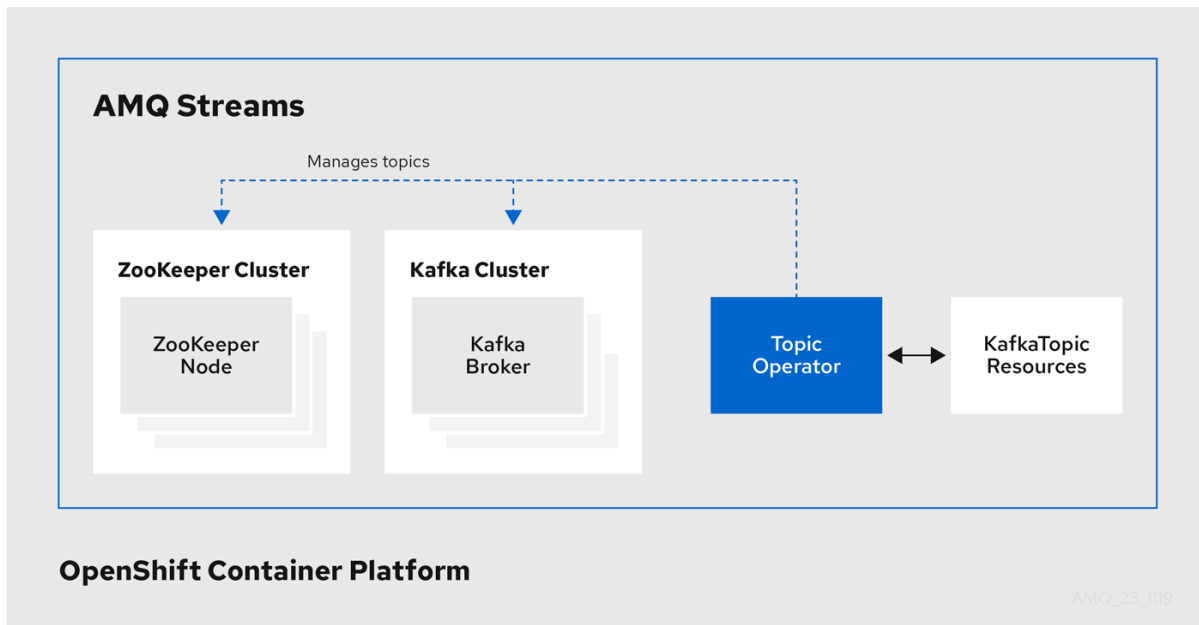 AMQ Streams
Manages topics
ZooKeeper Cluster
ZooKeeper
Node
Kafka Cluster
Kafka
Broker
Topic
Operator
KafkaTopic
Resources
OpenShift Container Platform
AMQ_23_1119